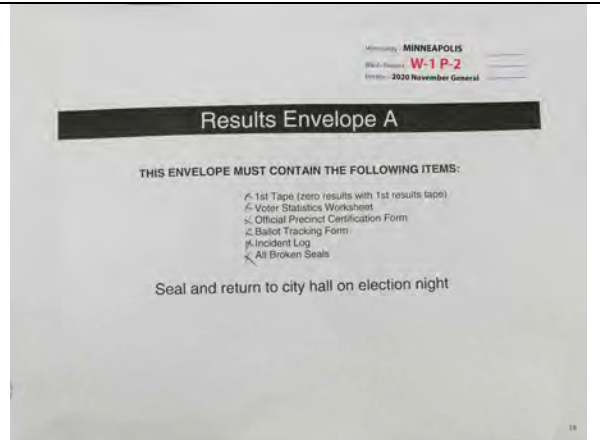 Municipality: MINNEAPOLIS
W-1 P-2
2020 November General
Results Envelope A
THIS ENVELOPE MUST CONTAIN THE FOLLOWING ITEMS:
1st Tape (zero results with 1st results tape)
Voter Statistics Worksheet
Official Precinct Certification Form
Ballot Tracking Form
Incident Log
All Broken Seals
Seal and return to city hall on election night
18